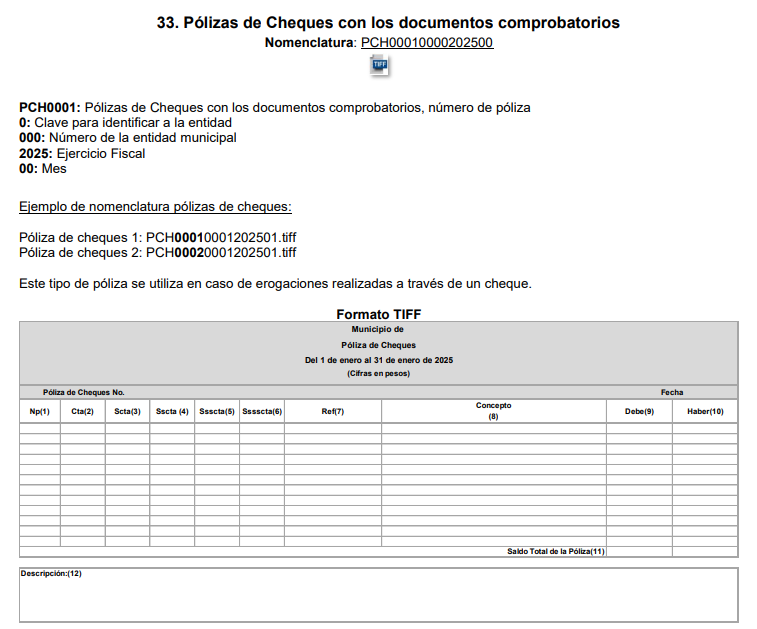 33. Pólizas de Cheques con los documentos comprobatorios
Nomenclatura: PCH00010000202500
TIFF
PCH0001: Pólizas de Cheques con los documentos comprobatorios, número de póliza
0: Clave para identificar a la entidad
000: Número de la entidad municipal
2025: Ejercicio Fiscal
00: Mes
Ejemplo de nomenclatura pólizas de cheques:
Póliza de cheques 1: PCH00010001202501.tiff
Póliza de cheques 2: PCH00020001202501.tiff
Este tipo de póliza se utiliza en caso de erogaciones realizadas a través de un cheque.
Formato TIFF
Municipio de
Póliza de Cheques
Del 1 de enero al 31 de enero de 2025
(Cifras en pesos)
Póliza de Cheques No. Fecha
Np(1) Cta(2) Scta(3) Sscta (4) Ssscta(5) Sssscta(6) Ref(7) Concepto (8) Debe(9) Haber(10)
Saldo Total de la Póliza(11)
Descripción:(12)